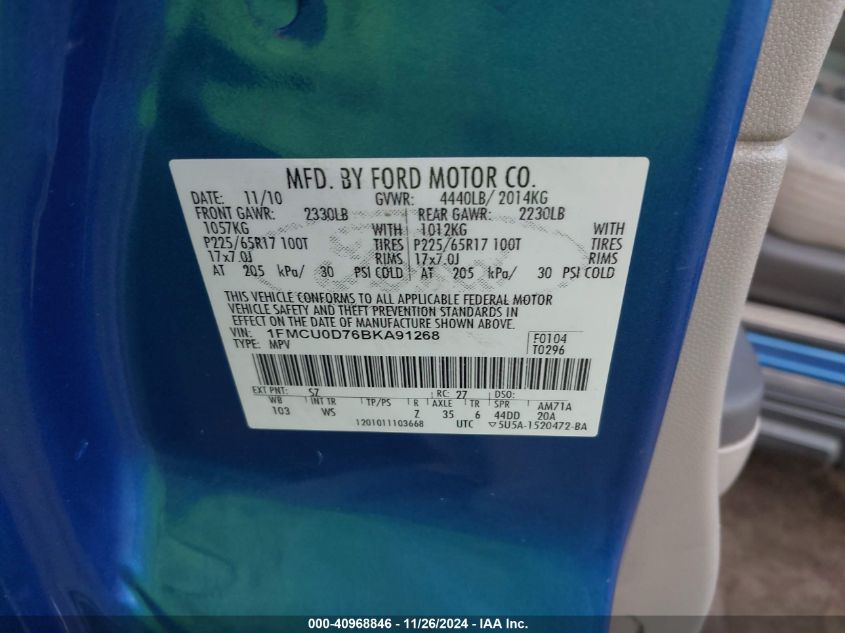 MFD. BY FORD MOTOR CO.
DATE: 11/10 GVWR: 4440LB/ 2014KG
FRONT GAWR: 2330LB REAR GAWR: 2230LB
1057KG WITH 1012KG WITH
P225/65R17 100T TIRES P225/65R17 100T TIRES
17x7.0J RIMS 17x7.0J RIMS
AT 205 kPa/ 30 PSI COLD AT 205 kPa/ 30 PSI COLD
THIS VEHICLE CONFORMS TO ALL APPLICABLE FEDERAL MOTOR
VEHICLE SAFETY AND THEFT PREVENTION STANDARDS IN
EFFECT ON THE DATE OF MANUFACTURE SHOWN ABOVE.
VIN: 1FMCU0D76BKA91268 F0104
TYPE: MPV T0296
EXT PNT: SZ RC: 27 DSO:
WB INT TR TP/PS R AXLE TR SPR AM71A
103 WS Z 35 6 44DD 20A
1201011103668 UTC ▽5U5A-1520472-BA
000-40968846 - 11/26/2024 - IAA Inc.